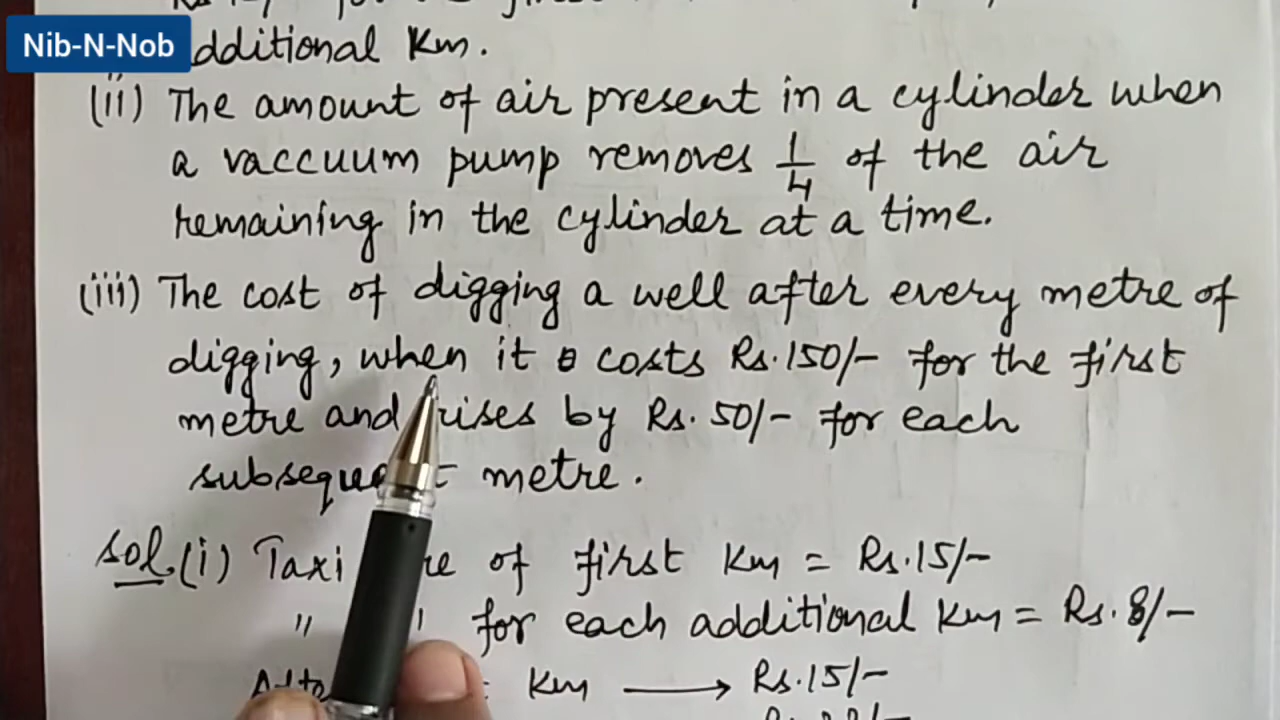 Nib-N-Nob
additional Km.
(ii) The amount of air present in a cylinder when
a vaccuum pump removes 1/4 of the air
remaining in the cylinder at a time.
(iii) The cost of digging a well after every metre of
digging, when it costs Rs.150/- for the first
metre and rises by Rs. 50/- for each
subsequent metre.
Sol (i) Taxi of first Km = Rs.15/-
" " for each additional Km = Rs. 8/-
Km → Rs.15/-